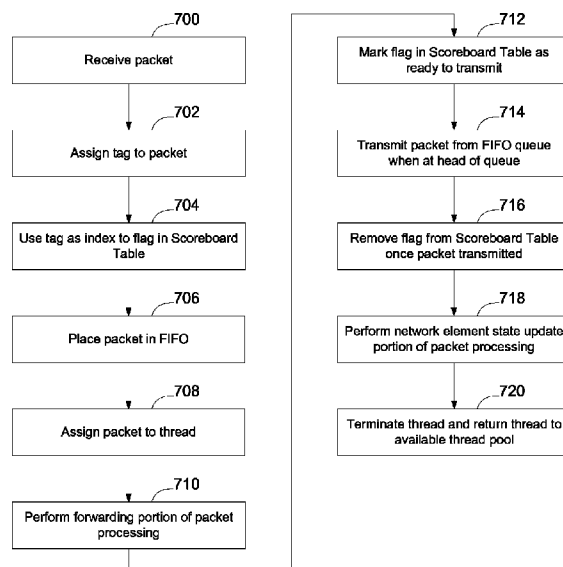 700
Receive packet
702
Assign tag to packet
704
Use tag as index to flag in Scoreboard
Table
706
Place packet in FIFO
708
Assign packet to thread
710
Perform forwarding portion of packet
processing
712
Mark flag in Scoreboard Table as
ready to transmit
714
Transmit packet from FIFO queue
when at head of queue
716
Remove flag from Scoreboard Table
once packet transmitted
718
Perform network element state update
portion of packet processing
720
Terminate thread and return thread to
available thread pool